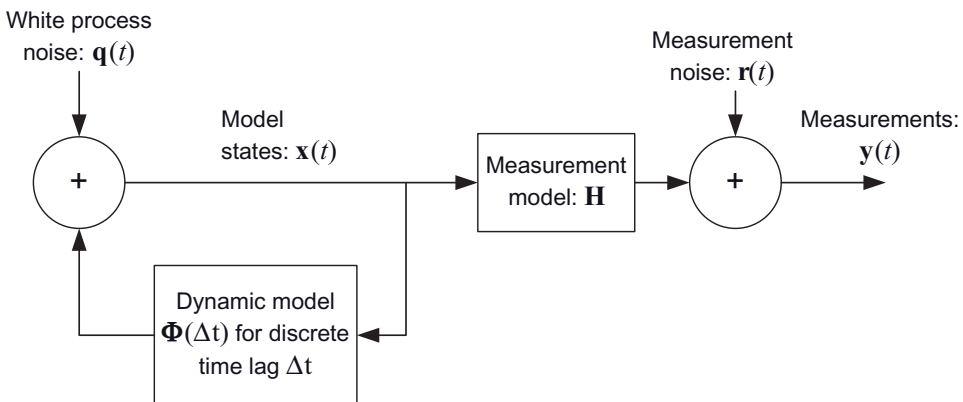 White process
noise: q(t)
Measurement
noise: r(t)
Model
states: x(t)
Measurements:
y(t)
+
Measurement
model: H
+
Dynamic model
Φ(Δt) for discrete
time lag Δt